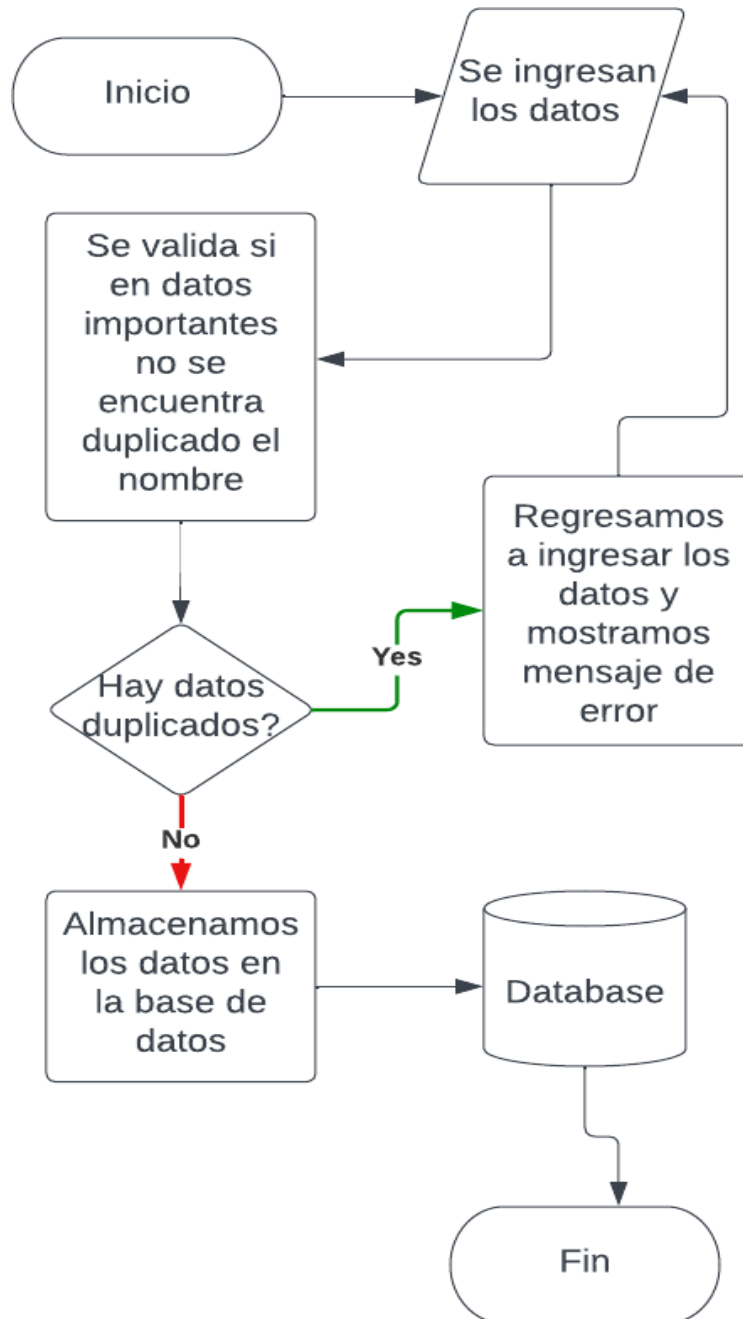 Inicio
Se ingresan
los datos
Se valida si
en datos
importantes
no se
encuentra
duplicado el
nombre
Hay datos
duplicados?
Yes
Regresamos
a ingresar los
datos y
mostramos
mensaje de
error
No
Almacenamos
los datos en
la base de
datos
Database
Fin